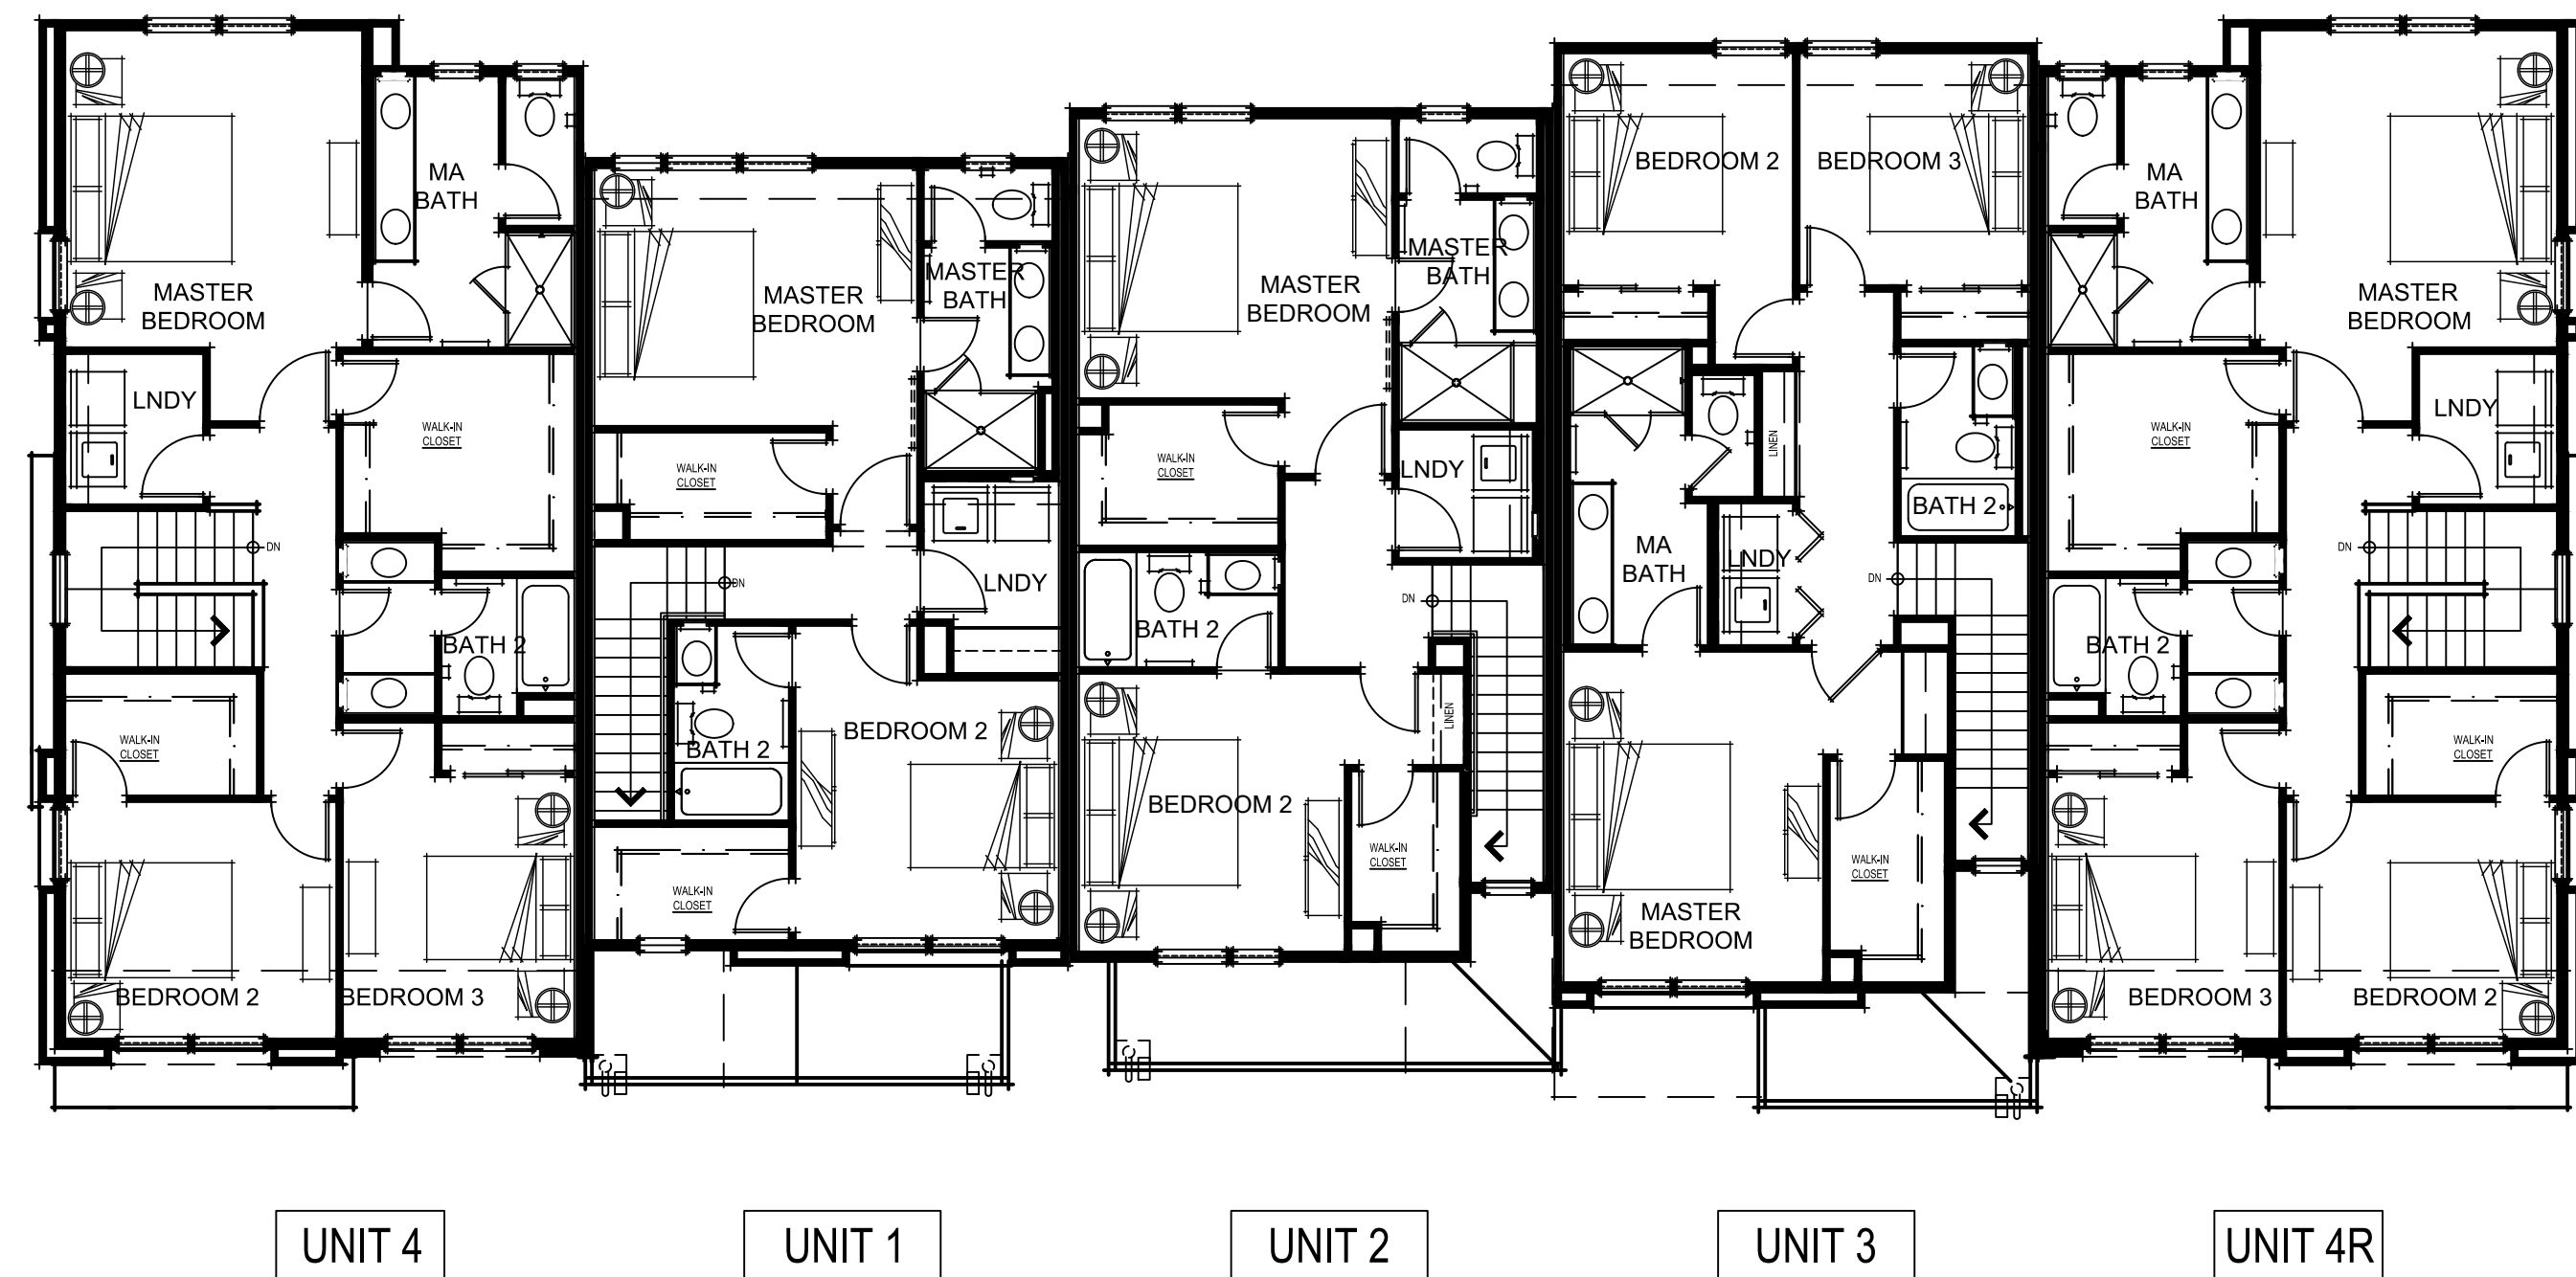 MASTER
BEDROOM
MA
BATH
LNDY
WALK-IN
CLOSET
DN
BATH 2
WALK-IN
CLOSET
BEDROOM 2
BEDROOM 3
UNIT 4
MASTER
BEDROOM
MASTER
BATH
WALK-IN
CLOSET
DN
LNDY
BATH 2
BEDROOM 2
WALK-IN
CLOSET
UNIT 1
MASTER
BEDROOM
MASTER
BATH
WALK-IN
CLOSET
LNDY
DN
BATH 2
LINEN
BEDROOM 2
WALK-IN
CLOSET
UNIT 2
BEDROOM 2
BEDROOM 3
LINEN
BATH 2
MA
BATH
LNDY
DN
MASTER
BEDROOM
WALK-IN
CLOSET
UNIT 3
MA
BATH
MASTER
BEDROOM
WALK-IN
CLOSET
LNDY
DN
BATH 2
WALK-IN
CLOSET
BEDROOM 3
BEDROOM 2
UNIT 4R